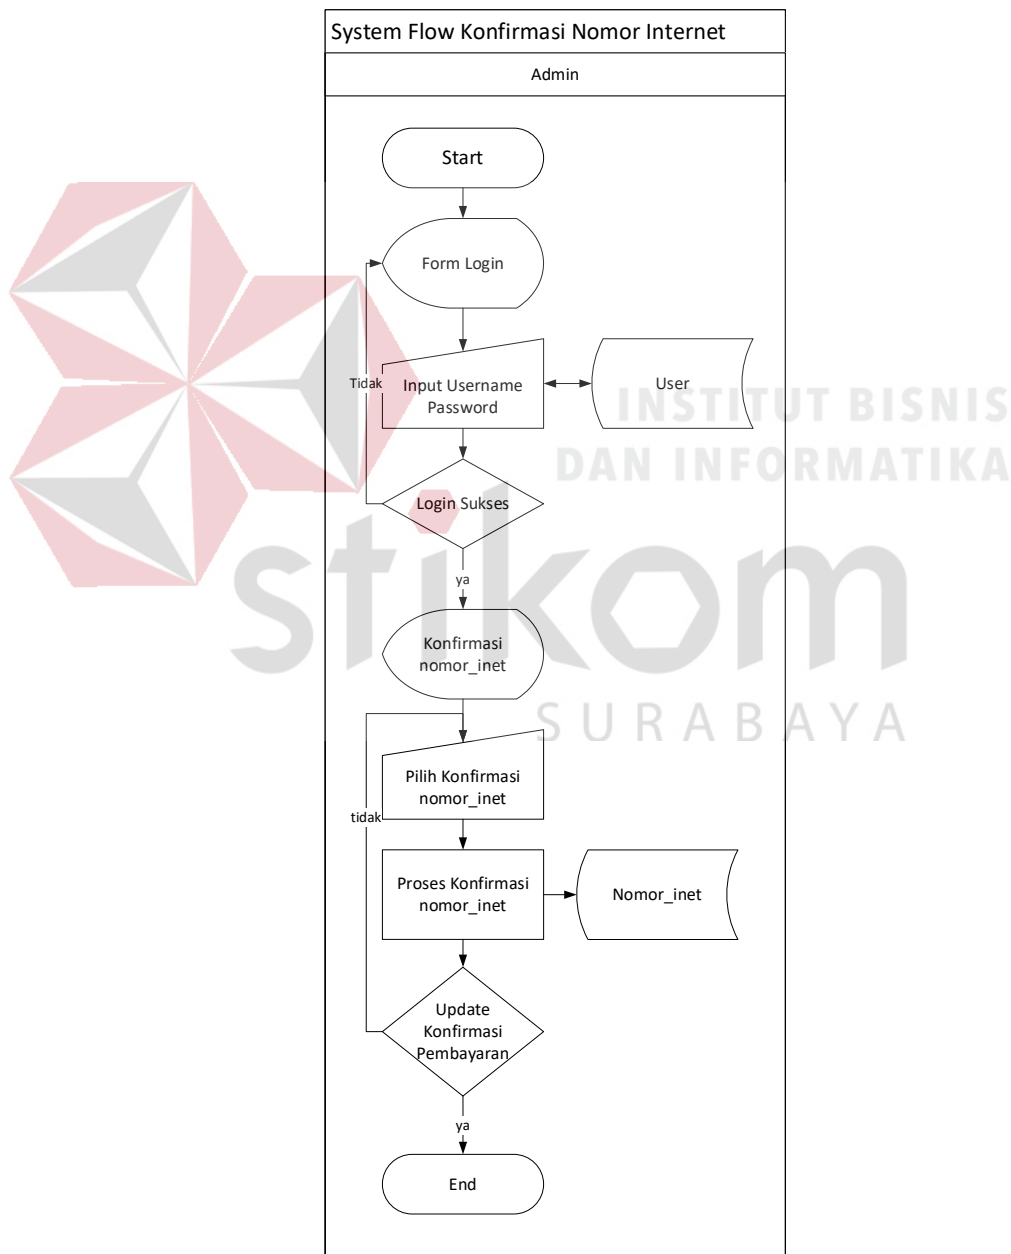 System Flow Konfirmasi Nomor Internet
Admin
Start
Form Login
Tidak
Input Username
Password
User
INSTITUT BISNIS
DAN INFORMATIKA
Login Sukses
stikom
ya
Konfirmasi
nomor_inet
SURABAYA
Pilih Konfirmasi
nomor_inet
tidak
Proses Konfirmasi
nomor_inet
Nomor_inet
Update
Konfirmasi
Pembayaran
ya
End